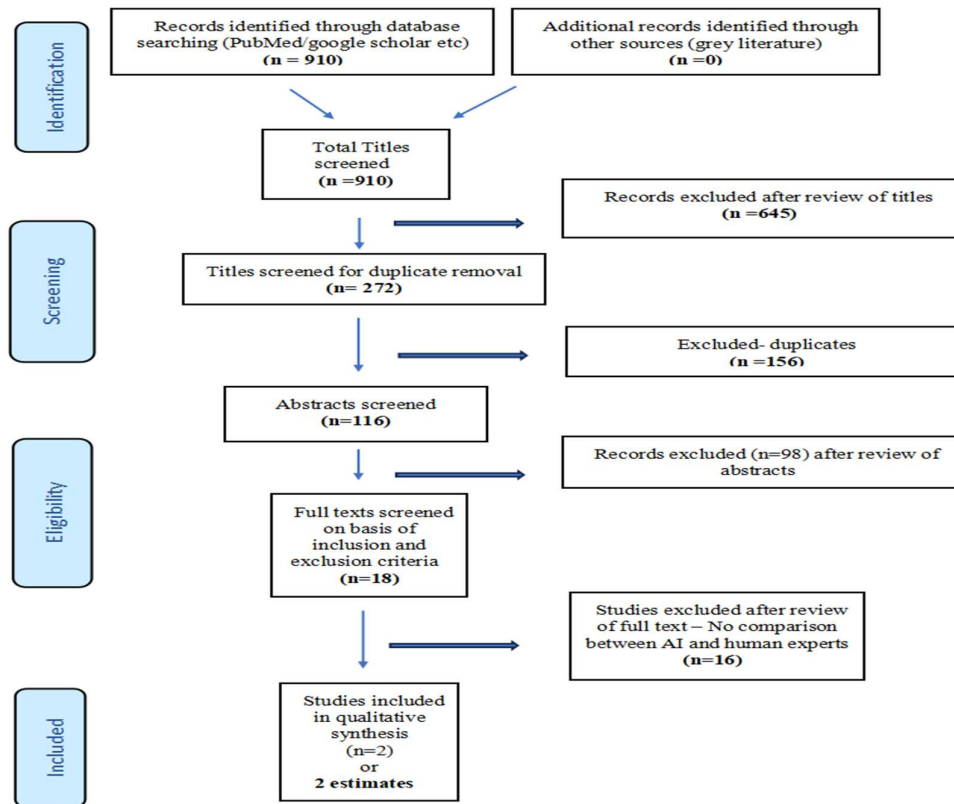 Identification
Records identified through database
searching (PubMed/google scholar etc)
(n = 910)
Additional records identified through
other sources (grey literature)
(n =0)
Total Titles
screened
(n =910)
Records excluded after review of titles
(n =645)
Screening
Titles screened for duplicate removal
(n= 272)
Excluded- duplicates
(n =156)
Abstracts screened
(n=116)
Records excluded (n=98) after review of
abstracts
Eligibility
Full texts screened
on basis of
inclusion and
exclusion criteria
(n=18)
Studies excluded after review
of full text – No comparison
between AI and human experts
(n=16)
Included
Studies included
in qualitative
synthesis
(n=2)
or
2 estimates